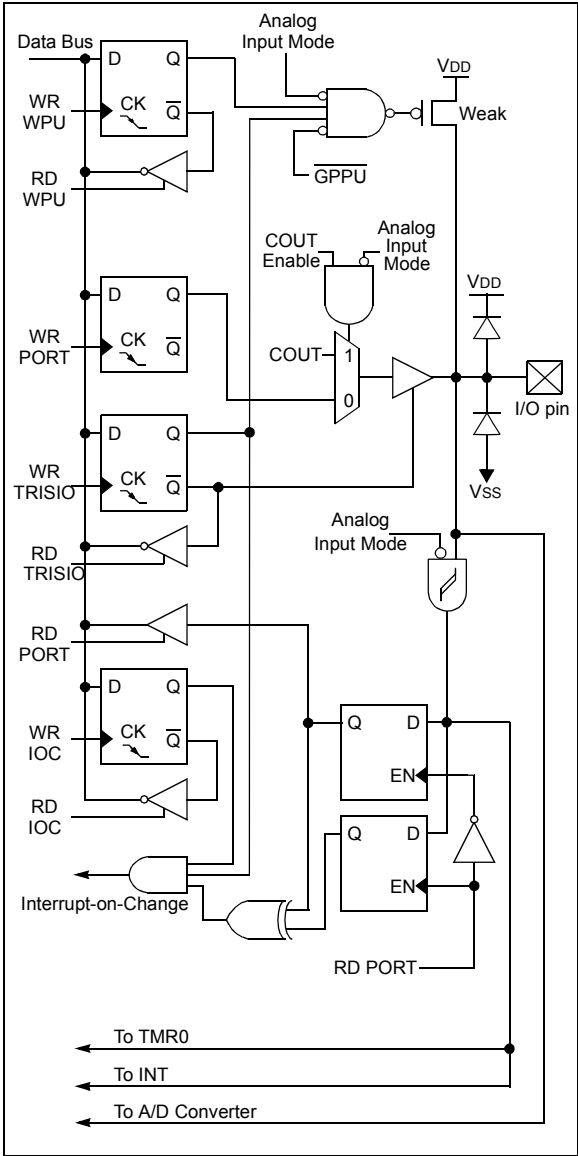 Analog
Input Mode
Data Bus
D Q
VDD
WR
WPU
CK Q
Weak
RD
WPU
GPPU
COUT
Enable
Analog
Input
Mode
D Q
VDD
WR
PORT
CK Q
COUT
1
0
I/O pin
D Q
WR
TRISIO
CK Q
VSS
Analog
Input Mode
RD
TRISIO
RD
PORT
D Q
Q D
WR
IOC
CK Q
EN
RD
IOC
Q D
EN
Interrupt-on-Change
RD PORT
To TMR0
To INT
To A/D Converter